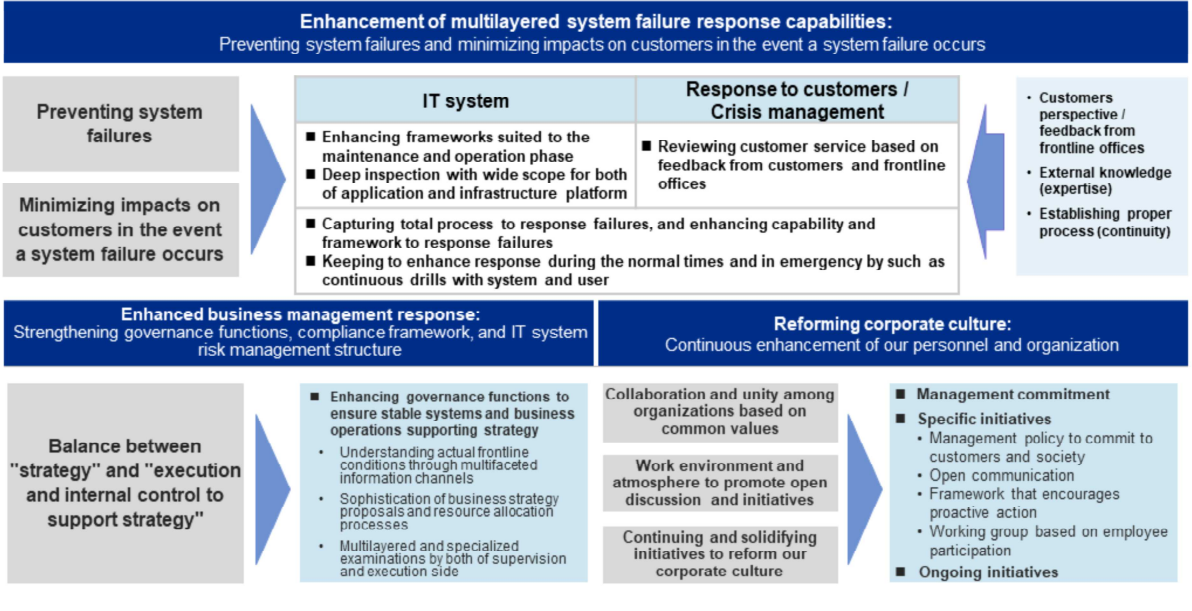 Enhancement of multilayered system failure response capabilities:
Preventing system failures and minimizing impacts on customers in the event a system failure occurs
Preventing system
failures
Minimizing impacts on
customers in the event
a system failure occurs
IT system
■ Enhancing frameworks suited to the
maintenance and operation phase
■ Deep inspection with wide scope for both
of application and infrastructure platform
Response to customers /
Crisis management
■ Reviewing customer service based on
feedback from customers and frontline
offices
■ Capturing total process to response failures, and enhancing capability and
framework to response failures
■ Keeping to enhance response during the normal times and in emergency by such as
continuous drills with system and user
• Customers
perspective /
feedback from
frontline offices
• External knowledge
(expertise)
• Establishing proper
process (continuity)
Enhanced business management response:
Strengthening governance functions, compliance framework, and IT system
risk management structure
Balance between
"strategy" and "execution
and internal control to
support strategy"
■ Enhancing governance functions to
ensure stable systems and business
operations supporting strategy
• Understanding actual frontline
conditions through multifaceted
information channels
• Sophistication of business strategy
proposals and resource allocation
processes
• Multilayered and specialized
examinations by both of supervision
and execution side
Reforming corporate culture:
Continuous enhancement of our personnel and organization
Collaboration and unity among
organizations based on
common values
Work environment and
atmosphere to promote open
discussion and initiatives
Continuing and solidifying
initiatives to reform our
corporate culture
■ Management commitment
■ Specific initiatives
• Management policy to commit to
customers and society
• Open communication
• Framework that encourages
proactive action
• Working group based on employee
participation
■ Ongoing initiatives